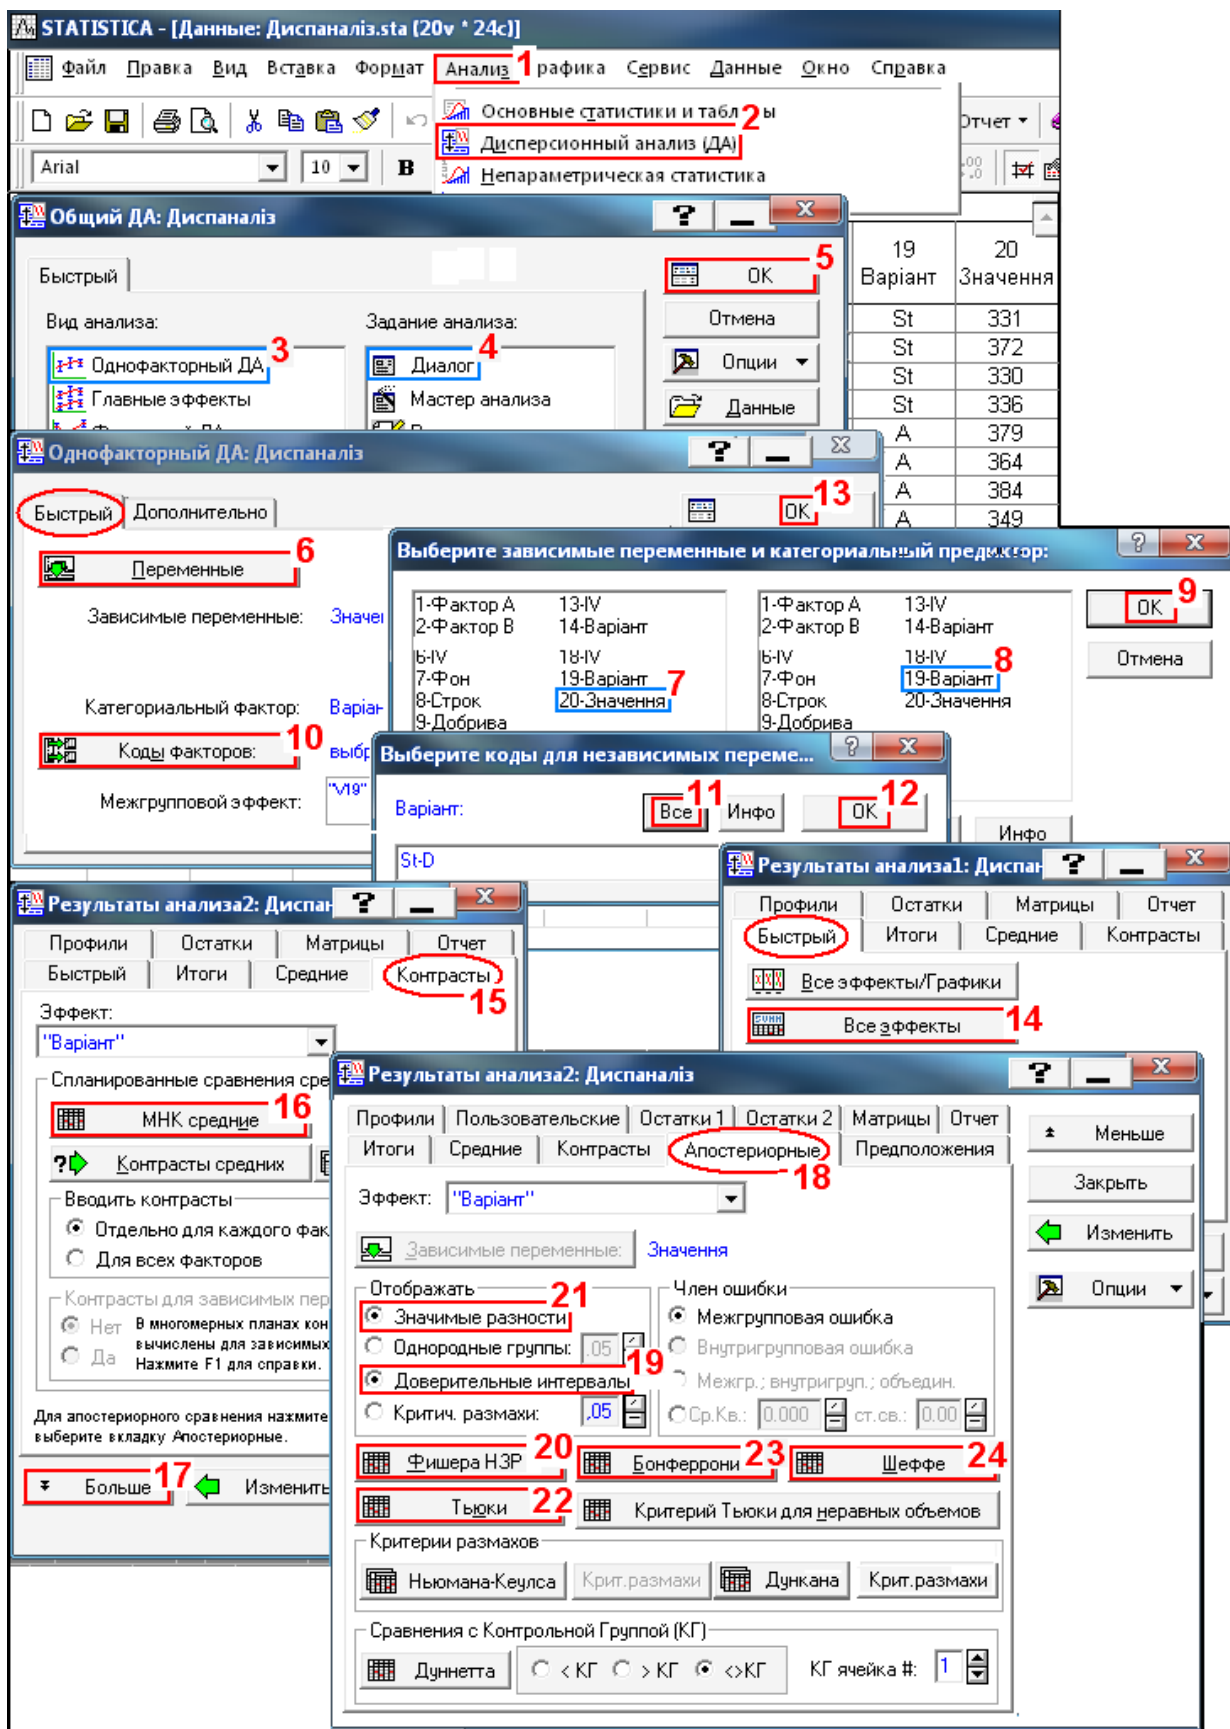 STATISTICA - [Данные: Диспаналіз.sta (20v * 24c)]
Файл Правка Вид Вставка Формат Анализ 1 рафика Сервис Данные Окно Справка
Основные статистики и табл ы
2
Дисперсионный анализ (ДА)
Отчет
Arial 10 B
Непараметрическая статистика
Общий ДА: Диспаналіз
Быстрый
OK 5
Отмена
Опции
Данные
Вид анализа:
Задание анализа:
Однофакторный ДА 3
Диалог 4
Главные эффекты
Мастер анализа
19 20
Варіант Значення
St 331
St 372
St 330
St 336
A 379
A 364
A 384
A 349
Однофакторный ДА: Диспаналіз
Быстрый Дополнительно
OK 13
Переменные 6
Зависимые переменные: Значен
Категориальный фактор: Варіан
Коды факторов: 10 выбр
Межгрупповой эффект: "V19"
Выберите зависимые переменные и категориальный предиктор:
1-Фактор A 13-IV
2-Фактор B 14-Варіант
6-IV 18-IV
7-Фон 19-Варіант 7
8-Строк 20-Значення
9-Добрива
1-Фактор A 13-IV
2-Фактор B 14-Варіант
6-IV 18-IV 8
7-Фон 19-Варіант
8-Строк 20-Значення
9-Добрива
OK 9
Отмена
Инфо
Выберите коды для независимых переме...
Варіант: Все 11 Инфо OK 12
St-D
Результаты анализа1: Диспан
Профили Остатки Матрицы Отчет
Быстрый Итоги Средние Контрасты
Все эффекты/Графики
Все эффекты 14
Результаты анализа2: Диспан
Профили Остатки Матрицы Отчет
Быстрый Итоги Средние Контрасты
15
Эффект:
"Варіант"
Спланированные сравнения сре
МНК средние 16
Контрасты средних
Вводить контрасты
Отдельно для каждого фак
Для всех факторов
Контрасты для зависимых пер
Нет В многомерных планах кон
вычислены для зависимых
Да Нажмите F1 для справки.
Для апостериорного сравнения нажмите
выберите вкладку Апостериорные.
Больше 17 Изменить
Результаты анализа2: Диспаналіз
Профили Пользовательские Остатки 1 Остатки 2 Матрицы Отчет
Итоги Средние Контрасты Апостериорные Предположения
18
Эффект: "Варіант"
Зависимые переменные: Значення
Отображать
21
Значимые разности
Однородные группы: .05
19
Доверительные интервалы
Критич. размахи: ,05
Член ошибки
Межгрупповая ошибка
Внутригрупповая ошибка
Межгр.; внутригруп.; объедин.
Ср.Кв.: 0.000 ст.св.: 0.00
Фишера НЗР 20 Бонферрони 23 Шеффе 24
Тьюки 22 Критерий Тьюки для неравных объемов
Критерии размахов
Ньюмана-Кеулса Крит.размахи Дункана Крит.размахи
Сравнения с Контрольной Группой (КГ)
Дуннетта < КГ > КГ <>КГ КГ ячейка #: 1
Меньше
Закрыть
Изменить
Опции